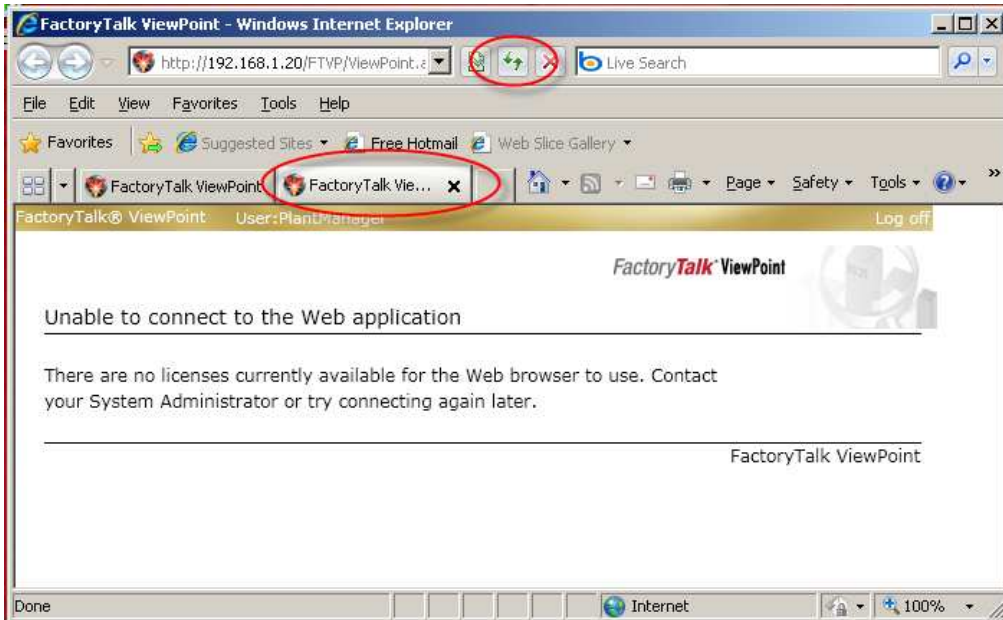 FactoryTalk ViewPoint - Windows Internet Explorer
http://192.168.1.20/FTVP/ViewPoint.a
Live Search
File Edit View Favorites Tools Help
Favorites Suggested Sites Free Hotmail Web Slice Gallery
FactoryTalk ViewPoint FactoryTalk Vie... Page Safety Tools »
FactoryTalk® ViewPoint User:PlantManager Log off
FactoryTalk ViewPoint
Unable to connect to the Web application
There are no licenses currently available for the Web browser to use. Contact
your System Administrator or try connecting again later.
FactoryTalk ViewPoint
Done Internet 100%